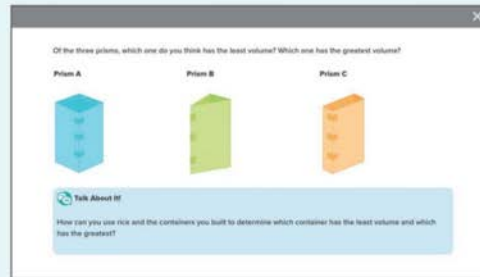 Of the three prisms, which one do you think has the least volume? Which one has the greatest volume?
Prism A Prism B Prism C
Talk About It!
How can you use rice and the containers you built to determine which container has the least volume and which
has the greatest?